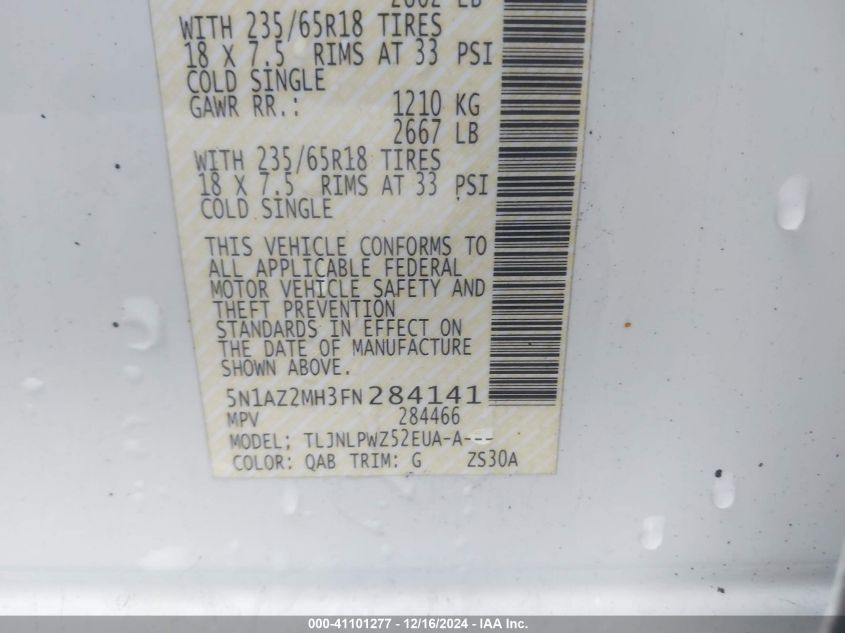 WITH 235/65R18 TIRES
18 X 7.5 RIMS AT 33 PSI
COLD SINGLE
GAWR RR.: 1210 KG
2667 LB
WITH 235/65R18 TIRES
18 X 7.5 RIMS AT 33 PSI
COLD SINGLE
THIS VEHICLE CONFORMS TO
ALL APPLICABLE FEDERAL
MOTOR VEHICLE SAFETY AND
THEFT PREVENTION
STANDARDS IN EFFECT ON
THE DATE OF MANUFACTURE
SHOWN ABOVE.
5N1AZ2MH3FN284141
MPV 284466
MODEL: TLJNLPWZ52EUA-A---
COLOR: QAB TRIM: G ZS30A
000-41101277 - 12/16/2024 - IAA Inc.